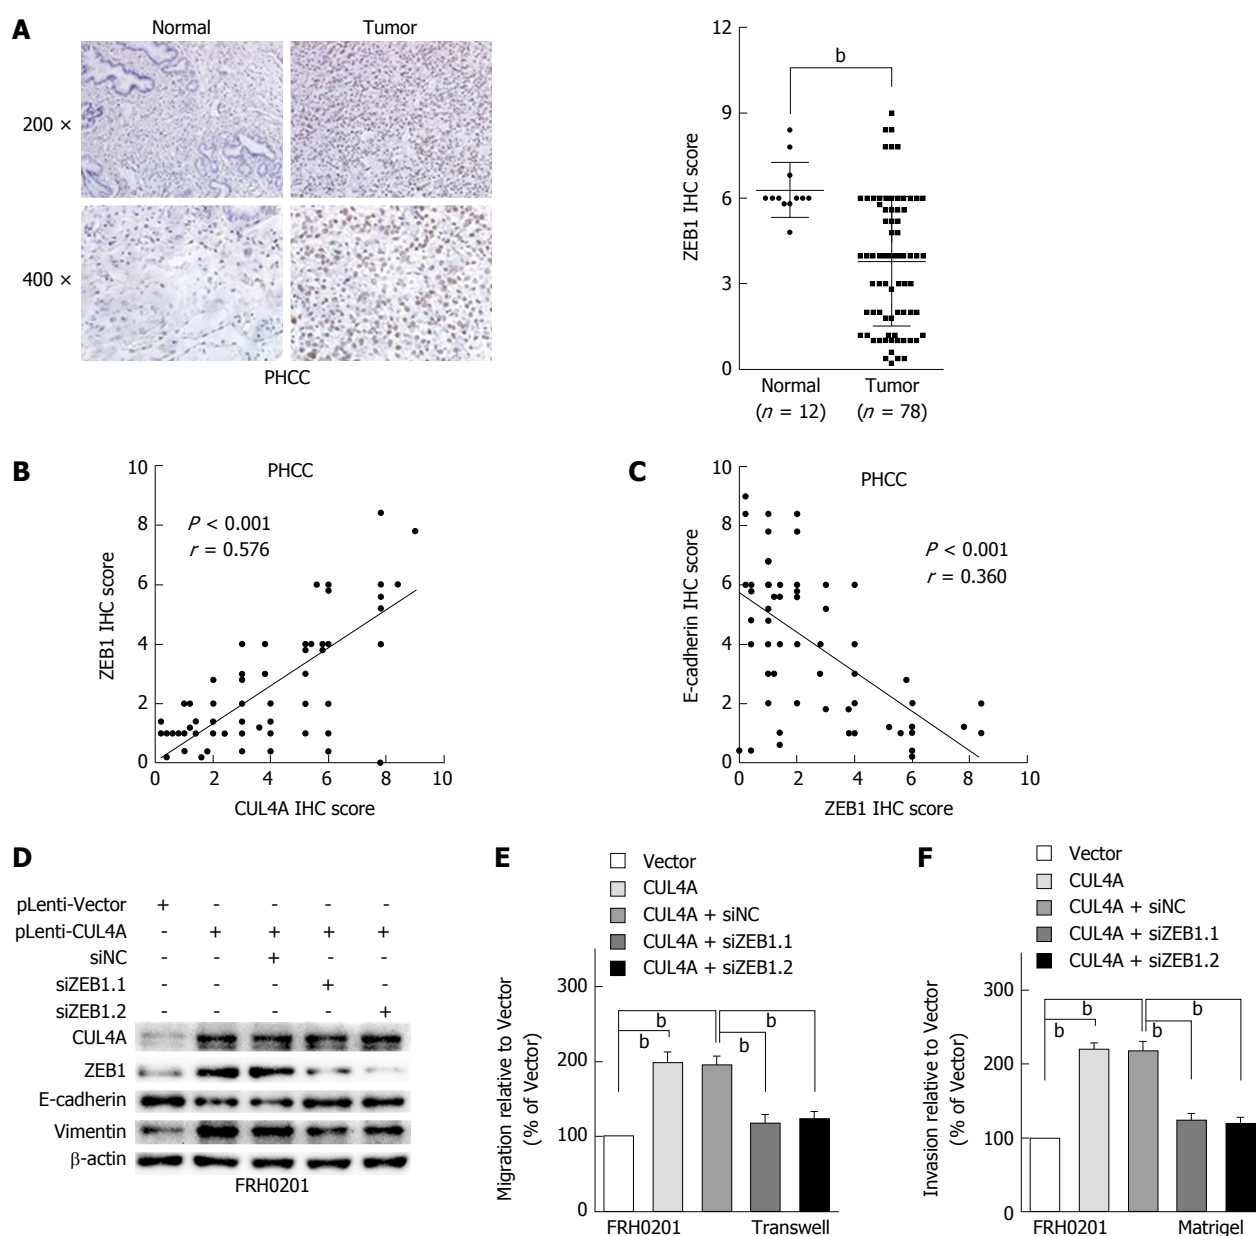 A
Normal
Tumor
200 ×
400 ×
PHCC
12
9
6
3
0
ZEB1 IHC score
b
Normal
Tumor
(n = 12)
(n = 78)
B
PHCC
P < 0.001
r = 0.576
10
8
6
4
2
0
ZEB1 IHC score
0 2 4 6 8 10
CUL4A IHC score
C
PHCC
P < 0.001
r = 0.360
10
8
6
4
2
0
E-cadherin IHC score
0 2 4 6 8 10
ZEB1 IHC score
D
pLenti-Vector + - - - -
pLenti-CUL4A - + + + +
siNC - - + - -
siZEB1.1 - - - + -
siZEB1.2 - - - - +
CUL4A
ZEB1
E-cadherin
Vimentin
β-actin
FRH0201
E
Vector
CUL4A
CUL4A + siNC
CUL4A + siZEB1.1
CUL4A + siZEB1.2
Migration relative to Vector
(% of Vector)
300
200
100
0
b b
b b
FRH0201 Transwell
F
Vector
CUL4A
CUL4A + siNC
CUL4A + siZEB1.1
CUL4A + siZEB1.2
Invasion relative to Vector
(% of Vector)
300
200
100
0
b b
b b
FRH0201 Matrigel